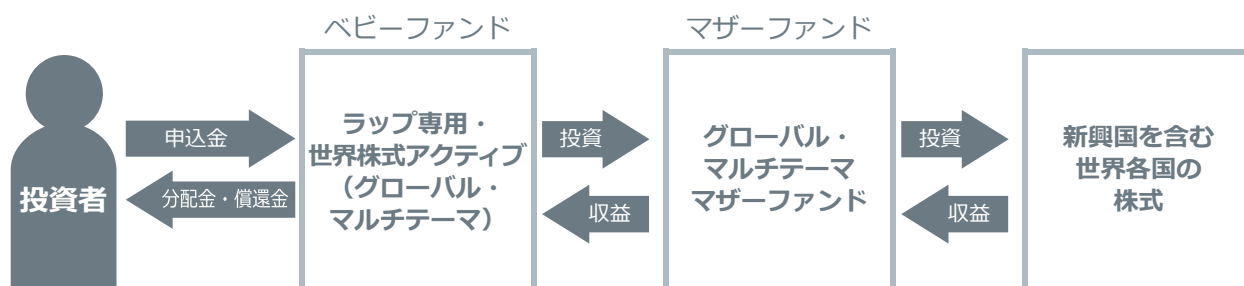 ベビーファンド
マザーファンド
投資者
申込金
分配金・償還金
ラップ専用・
世界株式アクティブ
（グローバル・
マルチテーマ）
投資
収益
グローバル・
マルチテーマ
マザーファンド
投資
収益
新興国を含む
世界各国の
株式